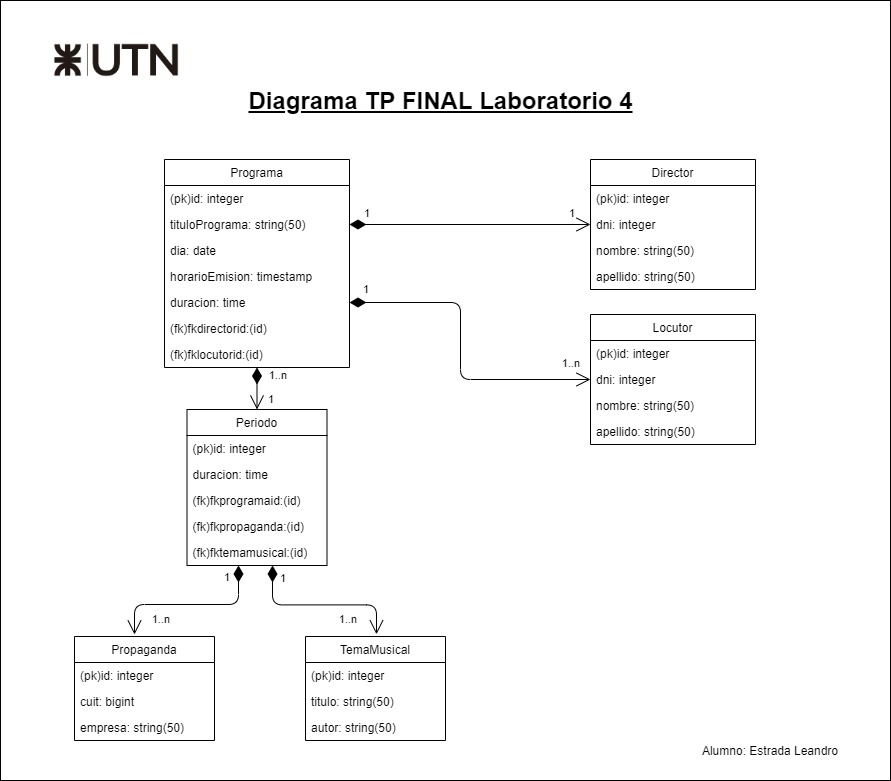 UTN
Diagrama TP FINAL Laboratorio 4
Programa
(pk)id: integer
tituloPrograma: string(50)
dia: date
horarioEmision: timestamp
duracion: time
(fk)fkdirectorid:(id)
(fk)fklocutorid:(id)
1
1
Director
(pk)id: integer
dni: integer
nombre: string(50)
apellido: string(50)
1
1..n
Locutor
(pk)id: integer
dni: integer
nombre: string(50)
apellido: string(50)
1..n
1
Periodo
(pk)id: integer
duracion: time
(fk)fkprogramaid:(id)
(fk)fkpropaganda:(id)
(fk)fktemamusical:(id)
1
1
1..n
1..n
Propaganda
(pk)id: integer
cuit: bigint
empresa: string(50)
TemaMusical
(pk)id: integer
titulo: string(50)
autor: string(50)
Alumno: Estrada Leandro